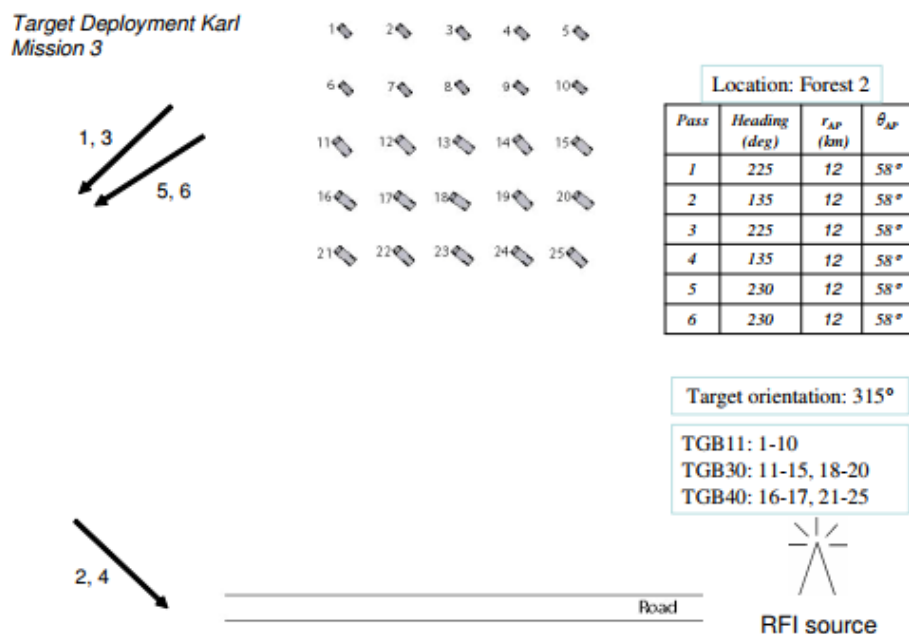 Target Deployment Karl
Mission 3
1 2 3 4 5
6 7 8 9 10
11 12 13 14 15
16 17 18 19 20
21 22 23 24 25
1, 3
5, 6
2, 4
Location: Forest 2
Pass Heading (deg) r_AP (km) θ_AP
1 225 12 58°
2 135 12 58°
3 225 12 58°
4 135 12 58°
5 230 12 58°
6 230 12 58°
Target orientation: 315°
TGB11: 1-10
TGB30: 11-15, 18-20
TGB40: 16-17, 21-25
Road
RFI source